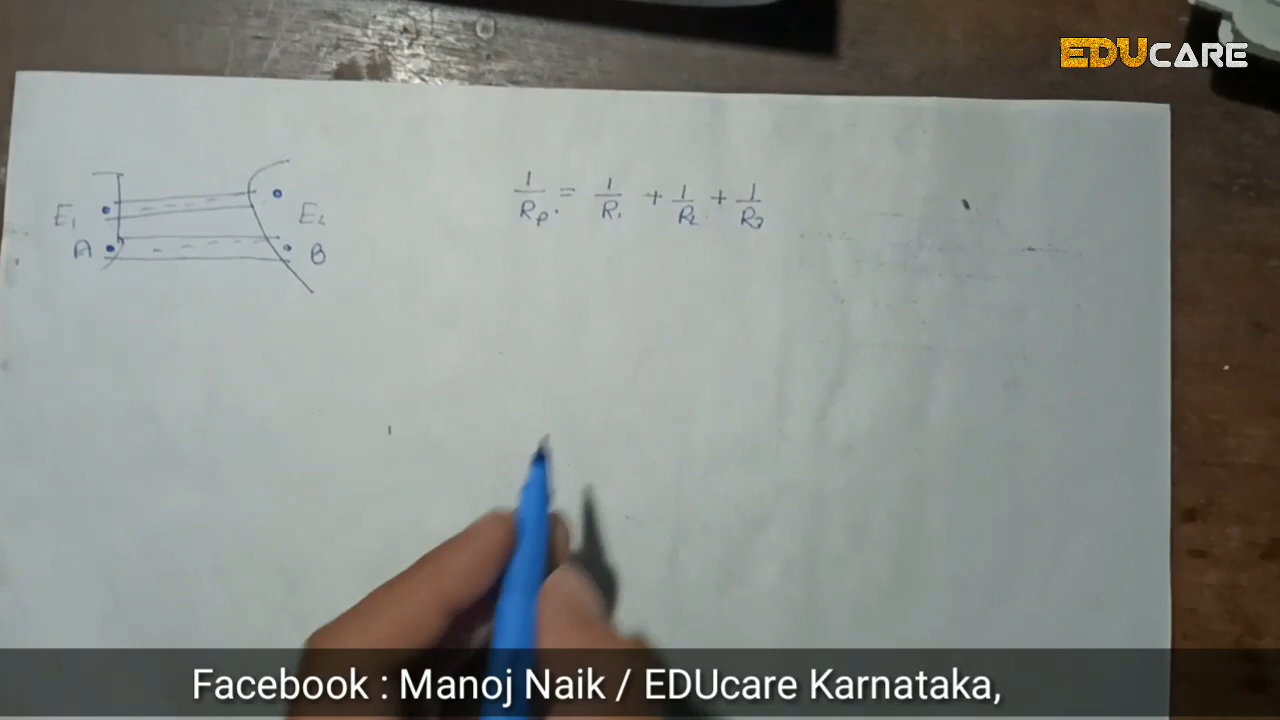 EDUCARE
1/Rp. = 1/R1 + 1/R2 + 1/R3
E1 E2
A B
Facebook : Manoj Naik / EDUcare Karnataka,